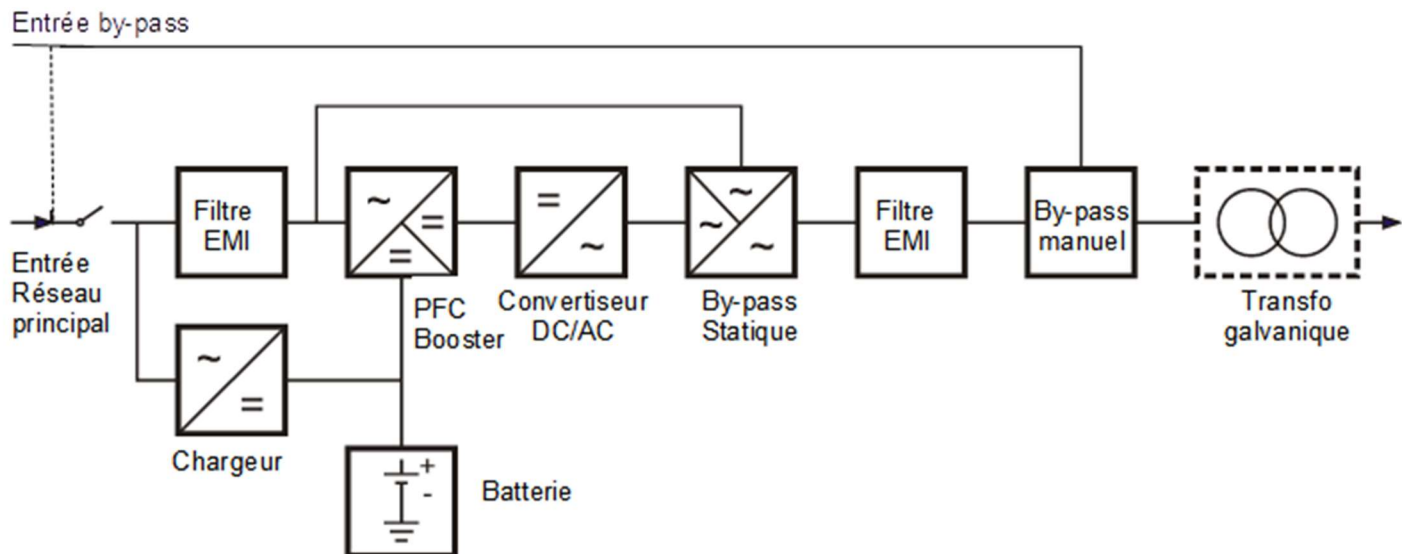 Entrée by-pass
Filtre
EMI
~
=
=
=
~
~
~
~
Filtre
EMI
By-pass
manuel
Entrée
Réseau
principal
PFC
Booster
Convertiseur
DC/AC
By-pass
Statique
Transfo
galvanique
~
=
Chargeur
+
-
Batterie